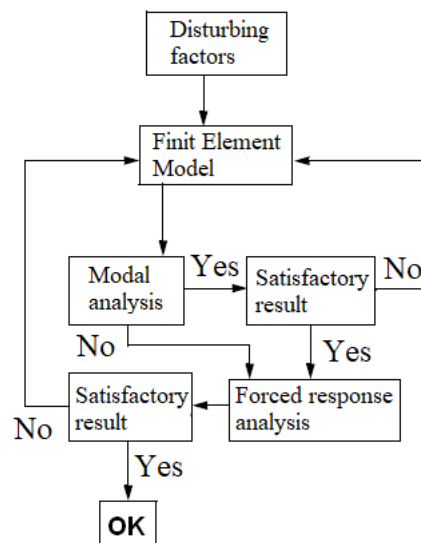 Disturbing
factors
Finit Element
Model
Modal
analysis
Yes
Satisfactory
result
No
No
Yes
Satisfactory
result
Forced response
analysis
No
Yes
OK